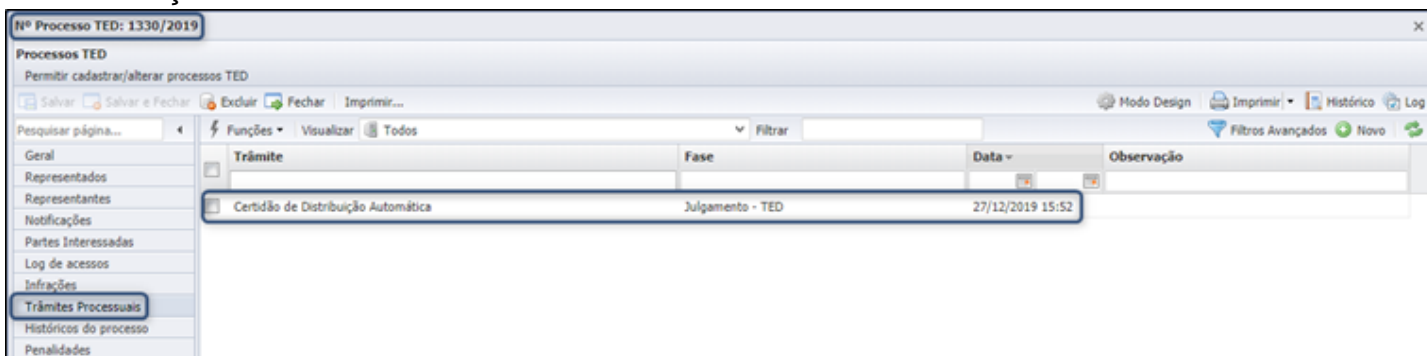 Nº Processo TED: 1330/2019
Processos TED
Permitir cadastrar/alterar processos TED
Salvar Salvar e Fechar Excluir Fechar Imprimir... Modo Design Imprimir Histórico Log
Pesquisar página... Funções Visualizar Todos Filtrar Filtros Avançados Novo
Geral Trâmite Fase Data Observação
Representados
Representantes Certidão de Distribuição Automática Julgamento - TED 27/12/2019 15:52
Notificações
Partes Interessadas
Log de acessos
Infrações
Trâmites Processuais
Históricos do processo
Penalidades